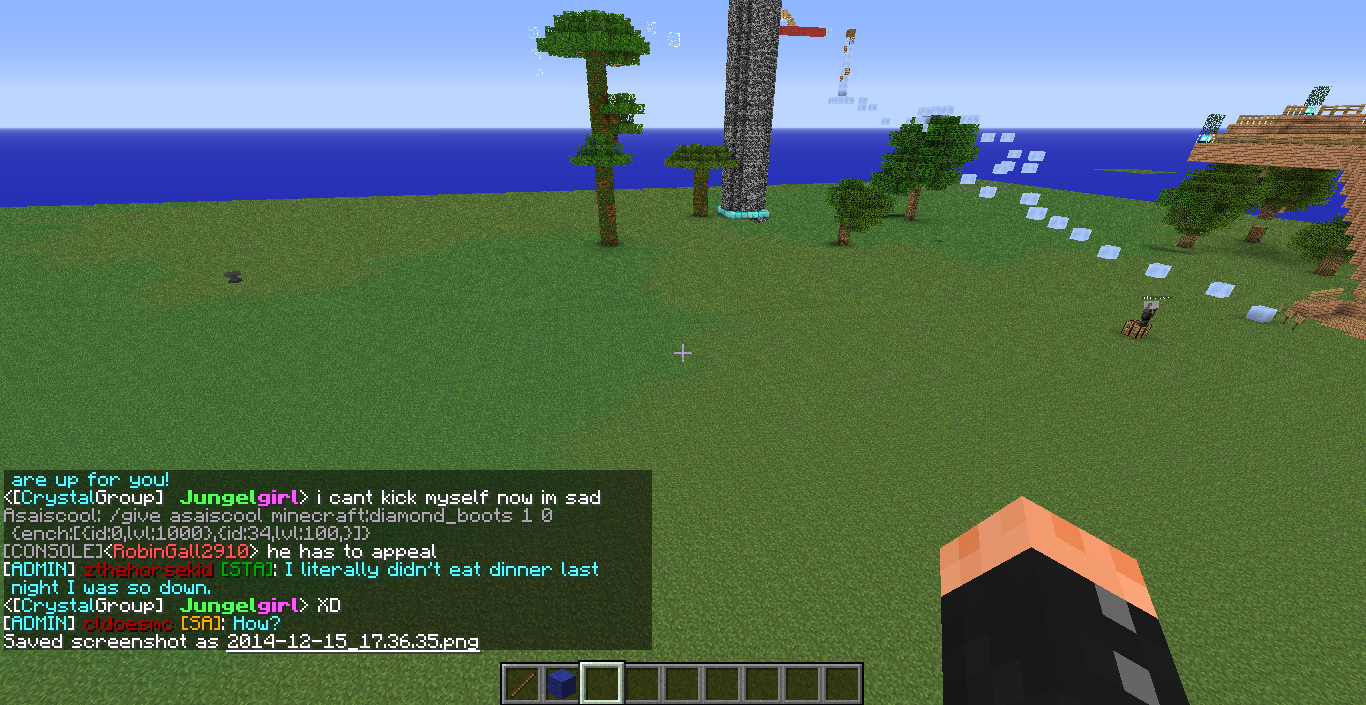 are up for you!
<[CrystalGroup] Jungelgirl> i cant kick myself now im sad
Asaiscool: /give asaiscool minecraft:diamond_boots 1 0
{ench:[{id:0,lvl:1000},{id:34,lvl:100,}]}
[CONSOLE]<RobinGall2910> he has to appeal
[ADMIN] zthehorsekid [STA]: I literally didn't eat dinner last
night I was so down.
<[CrystalGroup] Jungelgirl> XD
[ADMIN] cldoesmc [SA]: How?
Saved screenshot as 2014-12-15_17.36.35.png